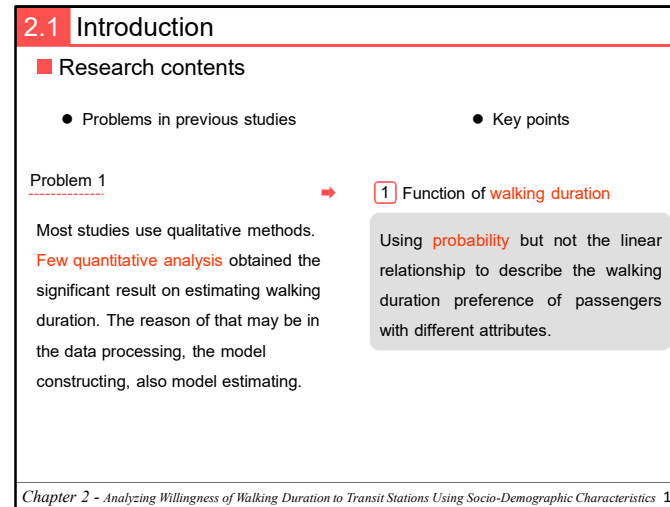 2.1 Introduction
Research contents
● Problems in previous studies
● Key points
Problem 1
Most studies use qualitative methods.
Few quantitative analysis obtained the
significant result on estimating walking
duration. The reason of that may be in
the data processing, the model
constructing, also model estimating.
1 Function of walking duration
Using probability but not the linear
relationship to describe the walking
duration preference of passengers
with different attributes.
Chapter 2 - Analyzing Willingness of Walking Duration to Transit Stations Using Socio-Demographic Characteristics 1